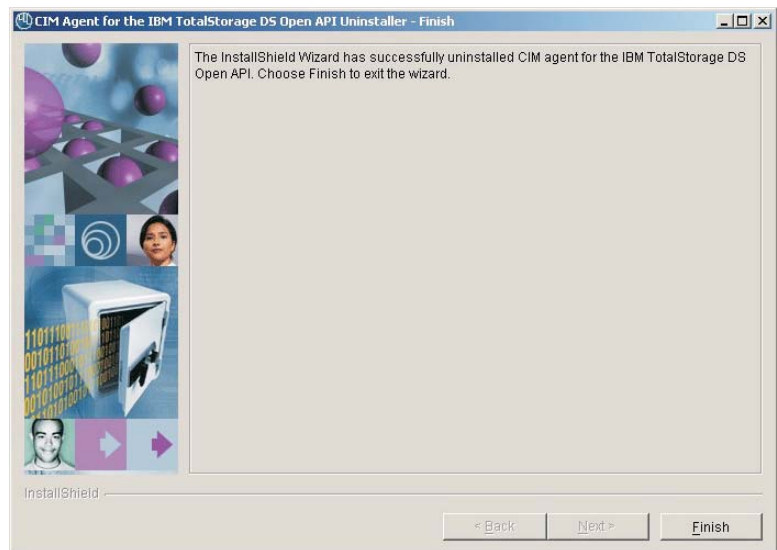 CIM Agent for the IBM TotalStorage DS Open API Uninstaller - Finish
The InstallShield Wizard has successfully uninstalled CIM agent for the IBM TotalStorage DS
Open API. Choose Finish to exit the wizard.
InstallShield
< Back Next > Finish